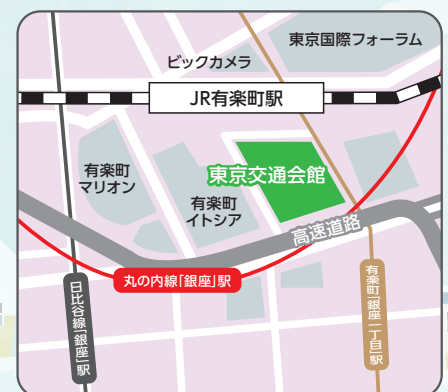 東京国際フォーラム
ビックカメラ
JR有楽町駅
有楽町
マリオン
有楽町
イトシア
東京交通会館
高速道路
丸の内線「銀座」駅
日比谷線「銀座」駅
有楽町「銀座一丁目」駅